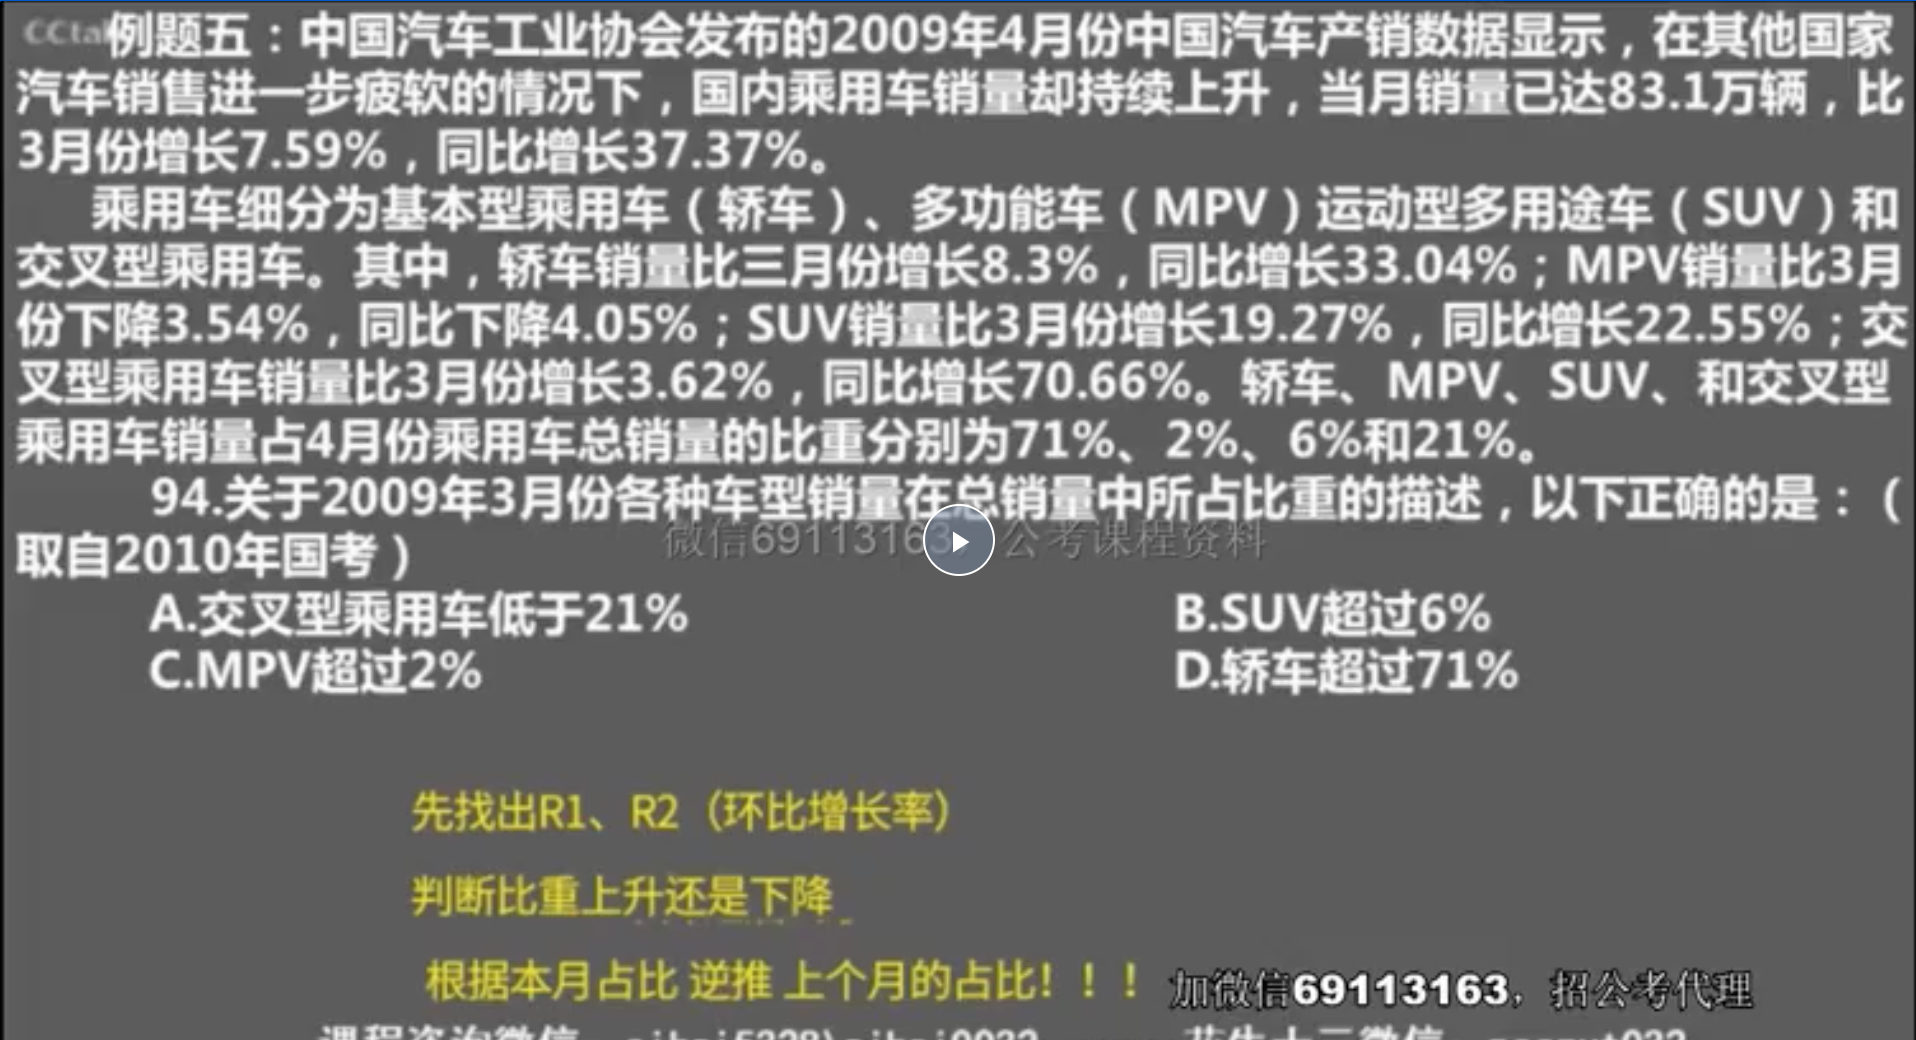 CCtal
例题五：中国汽车工业协会发布的2009年4月份中国汽车产销数据显示，在其他国家
汽车销售进一步疲软的情况下，国内乘用车销量却持续上升，当月销量已达83.1万辆，比
3月份增长7.59%，同比增长37.37%。
乘用车细分为基本型乘用车（轿车）、多功能车（MPV）运动型多用途车（SUV）和
交叉型乘用车。其中，轿车销量比三月份增长8.3%，同比增长33.04%；MPV销量比3月
份下降3.54%，同比下降4.05%；SUV销量比3月份增长19.27%，同比增长22.55%；交
叉型乘用车销量比3月份增长3.62%，同比增长70.66%。轿车、MPV、SUV、和交叉型
乘用车销量占4月份乘用车总销量的比重分别为71%、2%、6%和21%。
94.关于2009年3月份各种车型销量在总销量中所占比重的描述，以下正确的是：（
取自2010年国考）
微信69113163，公考课程资料
A.交叉型乘用车低于21%
B.SUV超过6%
C.MPV超过2%
D.轿车超过71%
先找出R1、R2（环比增长率）
判断比重上升还是下降
根据本月占比 逆推 上个月的占比！！！
加微信69113163，招公考代理